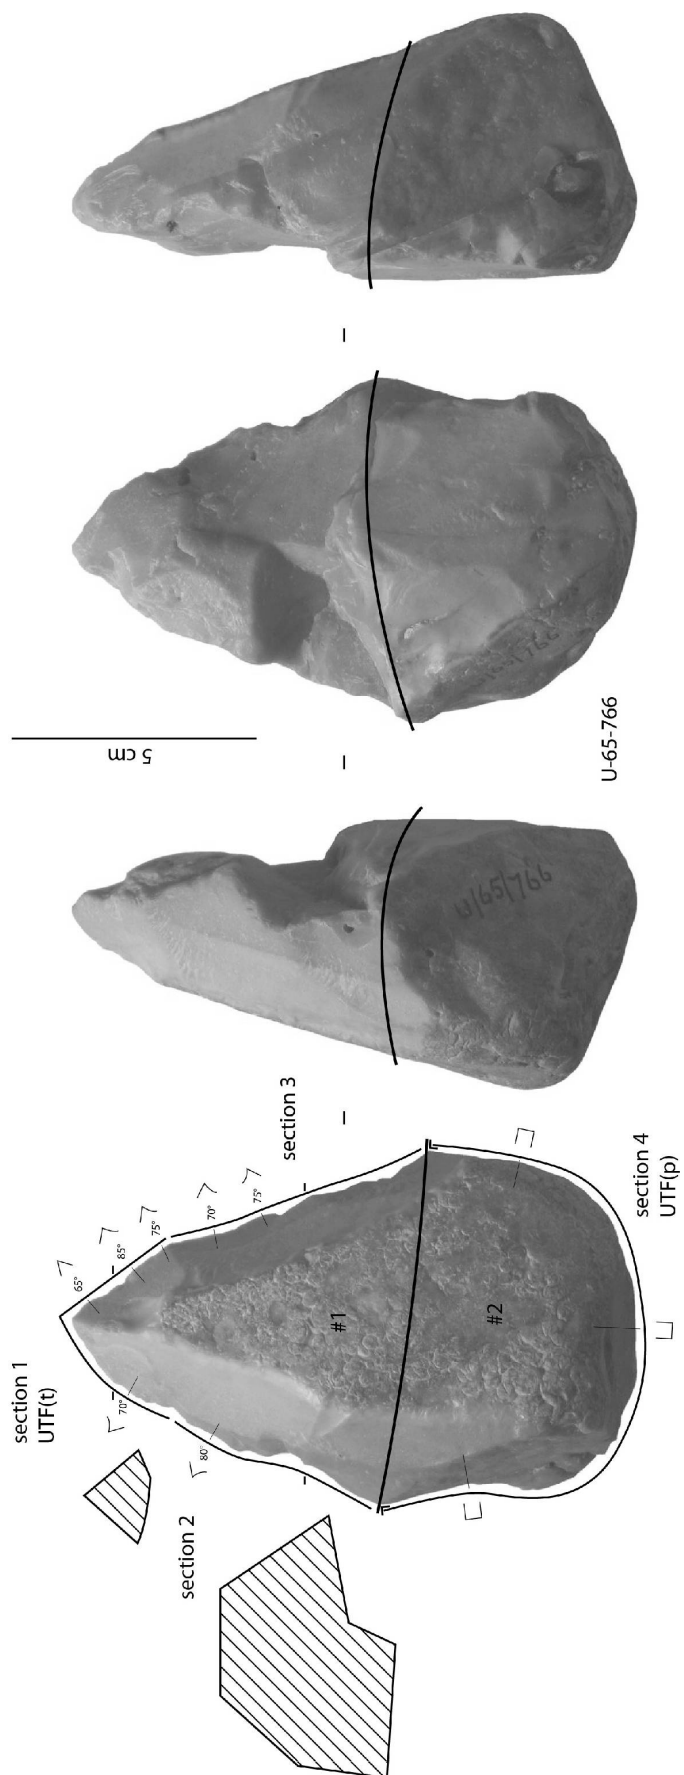 section 1
UTF(t)
section 2
section 3
section 4
UTF(p)
65°
85°
75°
70°
75°
70°
80°
#1
#2
5 cm
U-65-766
U/65/766